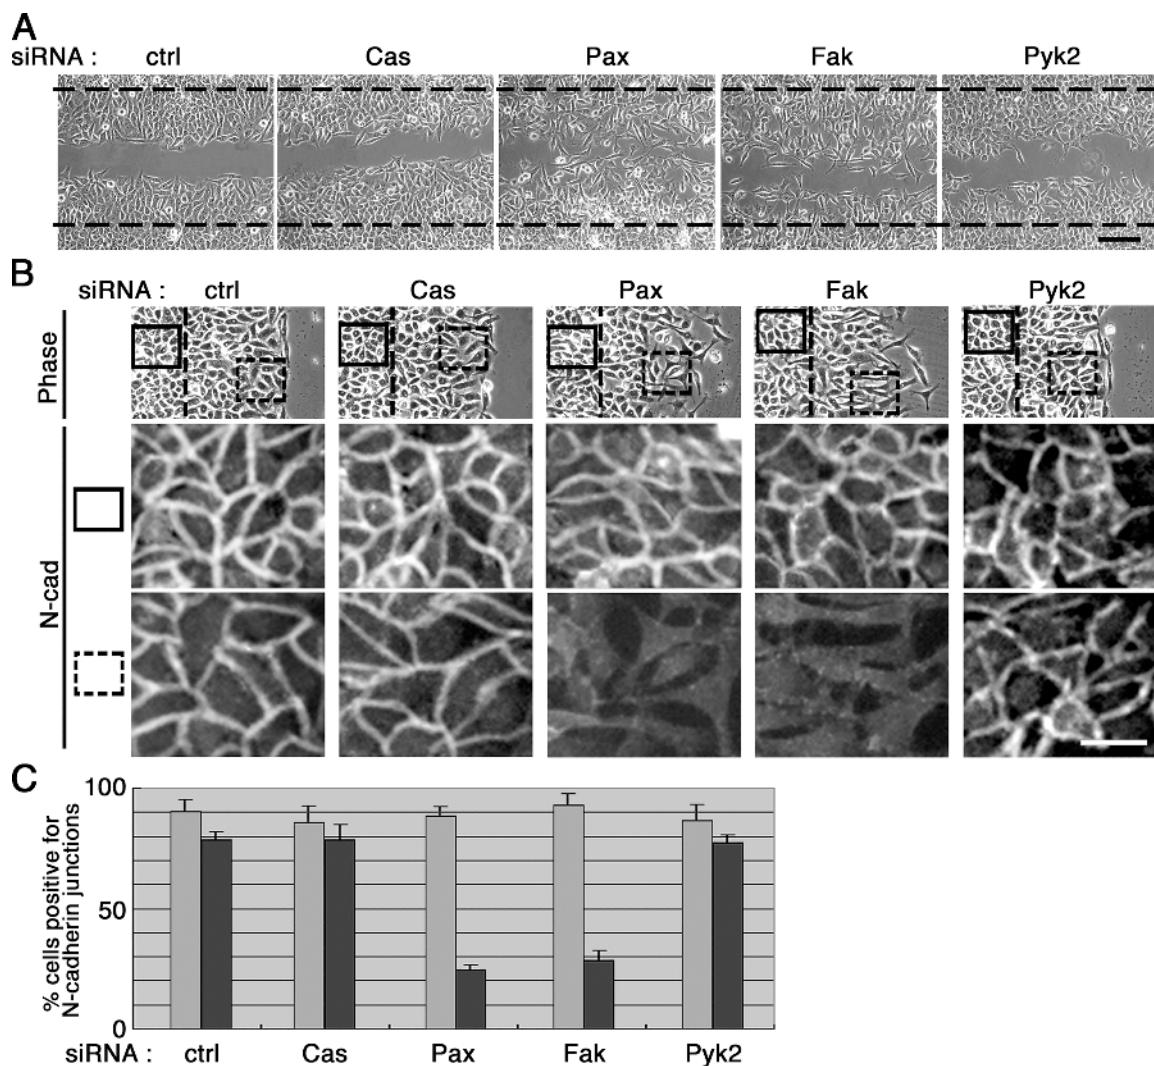 A
siRNA : ctrl Cas Pax Fak Pyk2
B
siRNA : ctrl Cas Pax Fak Pyk2
Phase
N-cad
C
% cells positive for
N-cadherin junctions
100
50
0
siRNA : ctrl Cas Pax Fak Pyk2